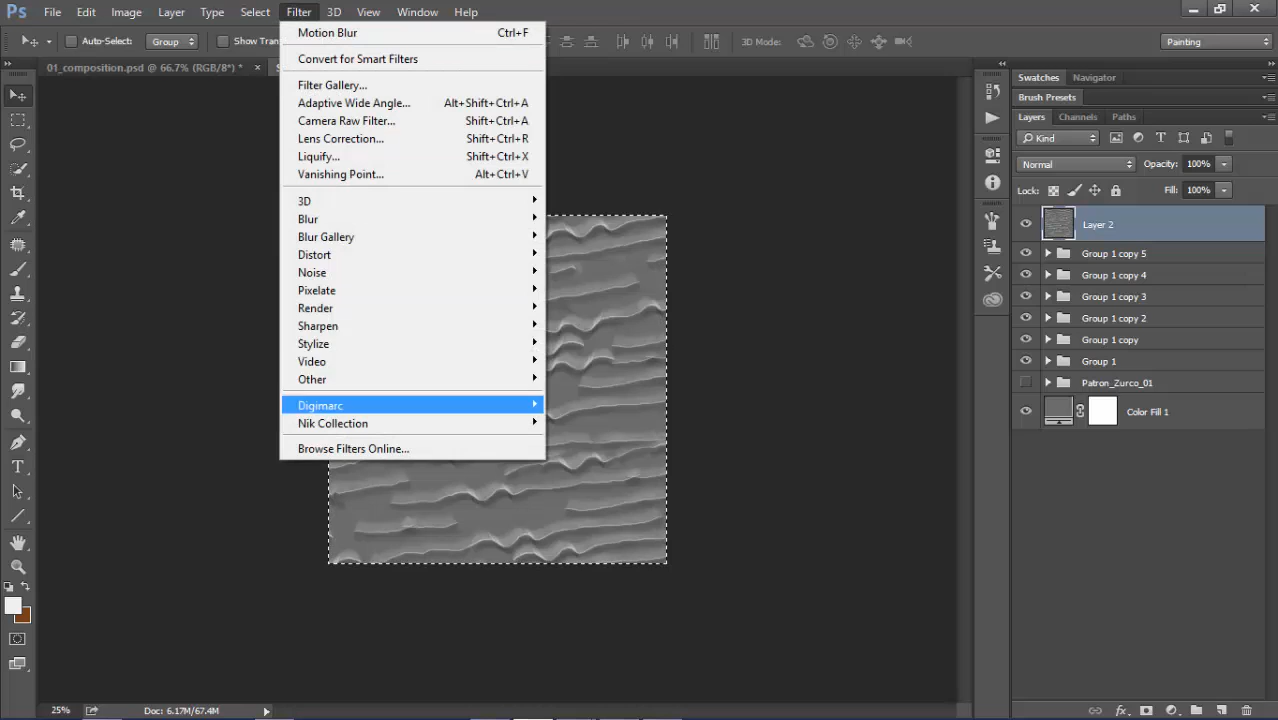 Ps File Edit Image Layer Type Select Filter 3D View Window Help
Auto-Select: Group Show 3D Mode: Painting
01_composition.psd @ 66.7% (RGB/8*) *
Motion Blur Ctrl+F
Convert for Smart Filters
Filter Gallery...
Adaptive Wide Angle... Alt+Shift+Ctrl+A
Camera Raw Filter... Shift+Ctrl+A
Lens Correction... Shift+Ctrl+R
Liquify... Shift+Ctrl+X
Vanishing Point... Alt+Ctrl+V
3D
Blur
Blur Gallery
Distort
Noise
Pixelate
Render
Sharpen
Stylize
Video
Other
Digimarc
Nik Collection
Browse Filters Online...
Swatches Navigator
Brush Presets
Layers Channels Paths
Kind
Normal Opacity: 100%
Lock: Fill: 100%
Layer 2
Group 1 copy 5
Group 1 copy 4
Group 1 copy 3
Group 1 copy 2
Group 1 copy
Group 1
Patron_Zurco_01
Color Fill 1
25% Doc: 6.17M/67.4M